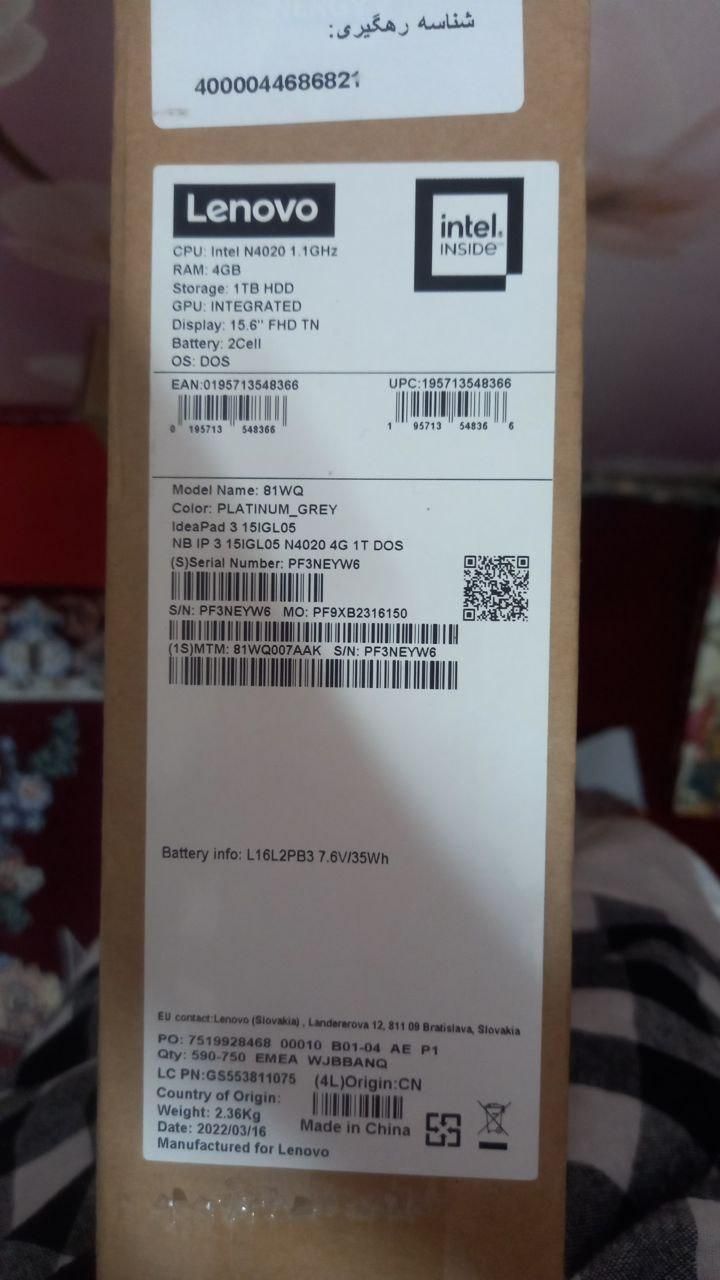 شناسه رهگیری:
4000044686821
Lenovo
intel.
INSIDE™
CPU: Intel N4020 1.1GHz
RAM: 4GB
Storage: 1TB HDD
GPU: INTEGRATED
Display: 15.6" FHD TN
Battery: 2Cell
OS: DOS
EAN:0195713548366
UPC:195713548366
0 195713 548366
1 95713 54836 6
Model Name: 81WQ
Color: PLATINUM_GREY
IdeaPad 3 15IGL05
NB IP 3 15IGL05 N4020 4G 1T DOS
(S)Serial Number: PF3NEYW6
S/N: PF3NEYW6 MO: PF9XB2316150
(1S)MTM: 81WQ007AAK S/N: PF3NEYW6
Battery info: L16L2PB3 7.6V/35Wh
EU contact:Lenovo (Slovakia) , Landererova 12, 811 09 Bratislava, Slovakia
PO: 7519928468 00010 B01-04 AE P1
Qty: 590-750 EMEA WJBBANQ
LC PN:GS553811075 (4L)Origin:CN
Country of Origin:
Weight: 2.36Kg
Made in China
Date: 2022/03/16
Manufactured for Lenovo